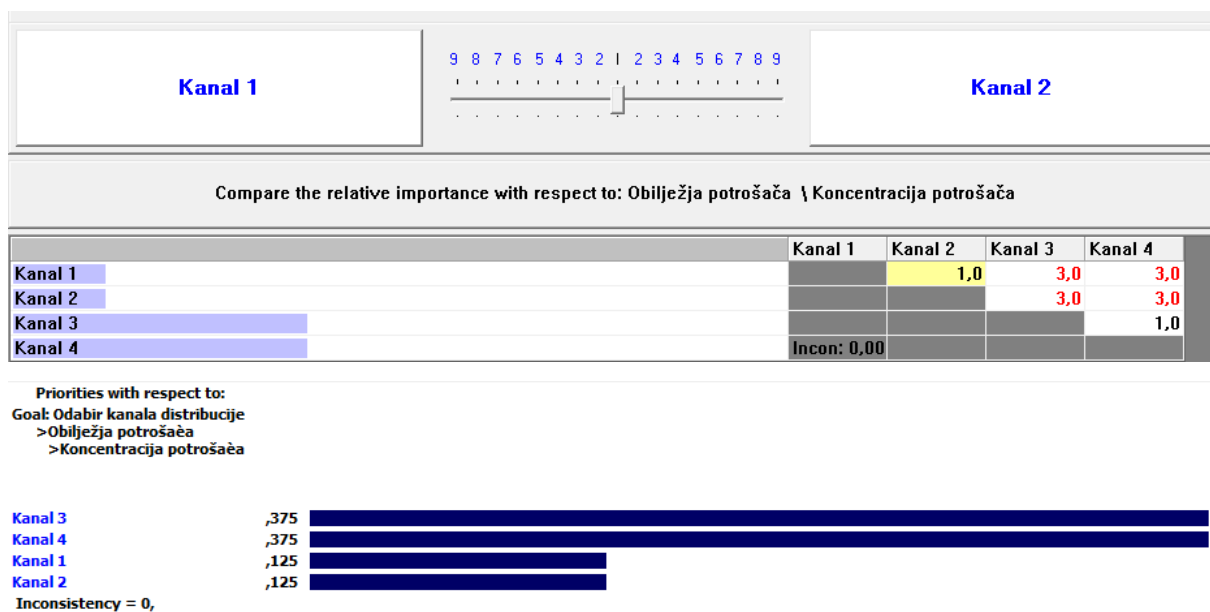 Kanal 1
9 8 7 6 5 4 3 2 1 2 3 4 5 6 7 8 9
Kanal 2
Compare the relative importance with respect to: Obilježja potrošača \ Koncentracija potrošača
Kanal 1 Kanal 2 Kanal 3 Kanal 4
Kanal 1 1,0 3,0 3,0
Kanal 2 3,0 3,0
Kanal 3 1,0
Kanal 4 Incon: 0,00
Priorities with respect to:
Goal: Odabir kanala distribucije
>Obilježja potrošaèa
>Koncentracija potrošaèa
Kanal 3 ,375
Kanal 4 ,375
Kanal 1 ,125
Kanal 2 ,125
Inconsistency = 0,